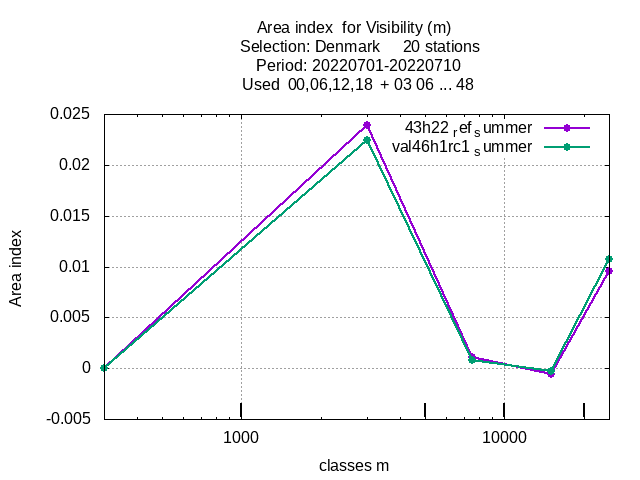 Area index  for Visibility (m)
Selection: Denmark     20 stations
Period: 20220701-20220710
Used  00,06,12,18  + 03 06 ... 48
0.025
43h22 ref summer
val46h1rc1 summer
0.02
0.015
Area index
0.01
0.005
0
-0.005
1000
10000
classes m